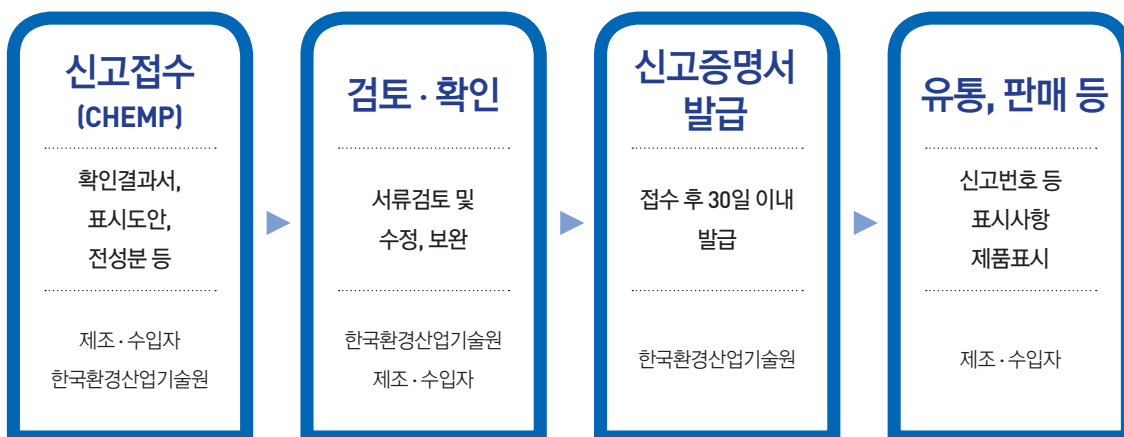 신고접수
(CHEMP)
확인결과서,
표시도안,
전성분 등
제조 · 수입자
한국환경산업기술원
검토 · 확인
서류검토 및
수정, 보완
한국환경산업기술원
제조 · 수입자
신고증명서
발급
접수 후 30일 이내
발급
한국환경산업기술원
유통, 판매 등
신고번호 등
표시사항
제품표시
제조 · 수입자